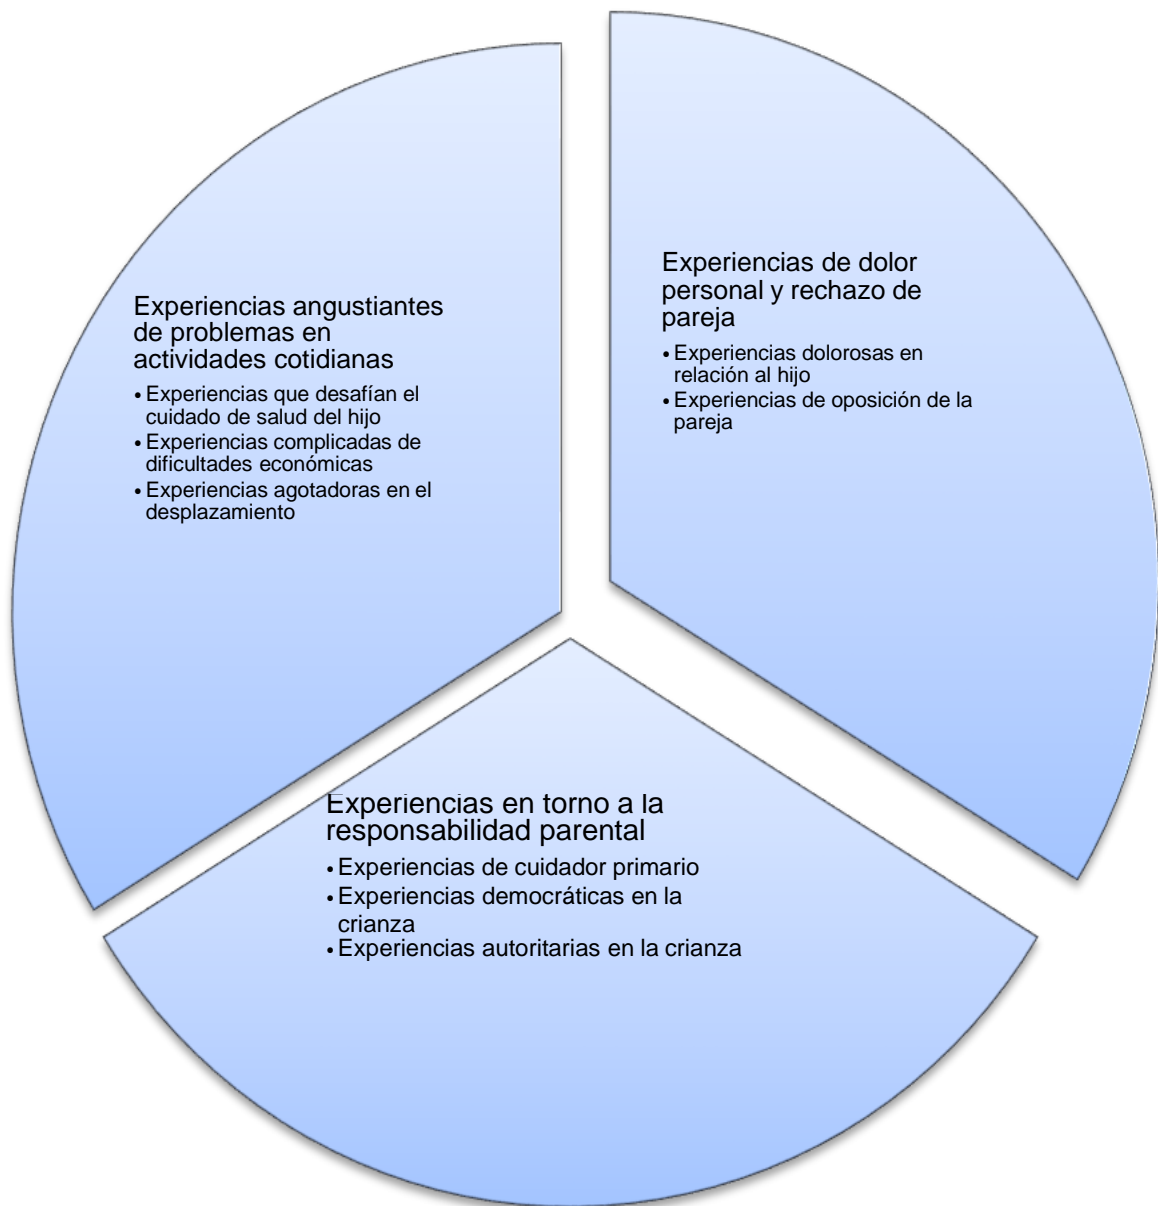 Experiencias angustiantes
de problemas en
actividades cotidianas
• Experiencias que desafían el
cuidado de salud del hijo
• Experiencias complicadas de
dificultades económicas
• Experiencias agotadoras en el
desplazamiento
Experiencias de dolor
personal y rechazo de
pareja
• Experiencias dolorosas en
relación al hijo
• Experiencias de oposición de la
pareja
Experiencias en torno a la
responsabilidad parental
• Experiencias de cuidador primario
• Experiencias democráticas en la
crianza
• Experiencias autoritarias en la crianza